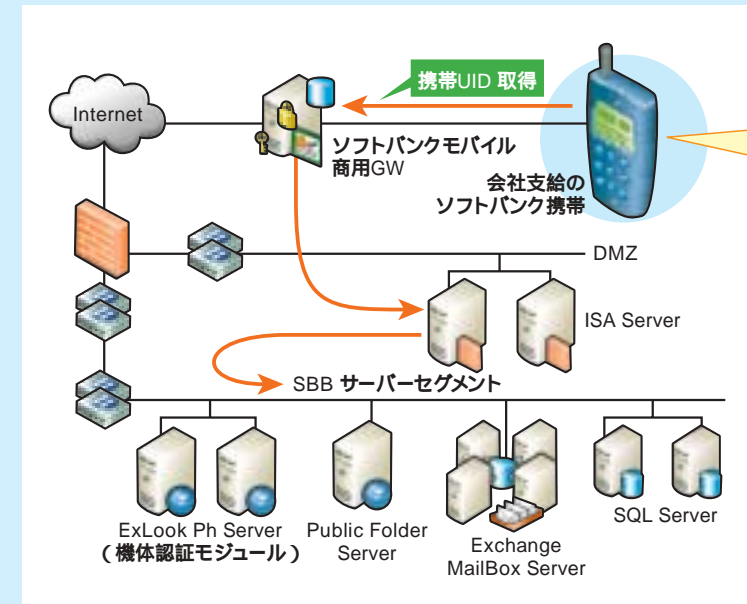 携帯UID 取得
Internet
ソフトバンクモバイル
商用GW
会社支給の
ソフトバンク携帯
DMZ
ISA Server
SBB サーバーセグメント
ExLook Ph Server
(機体認証モジュール)
Public Folder
Server
Exchange
MailBox Server
SQL Server